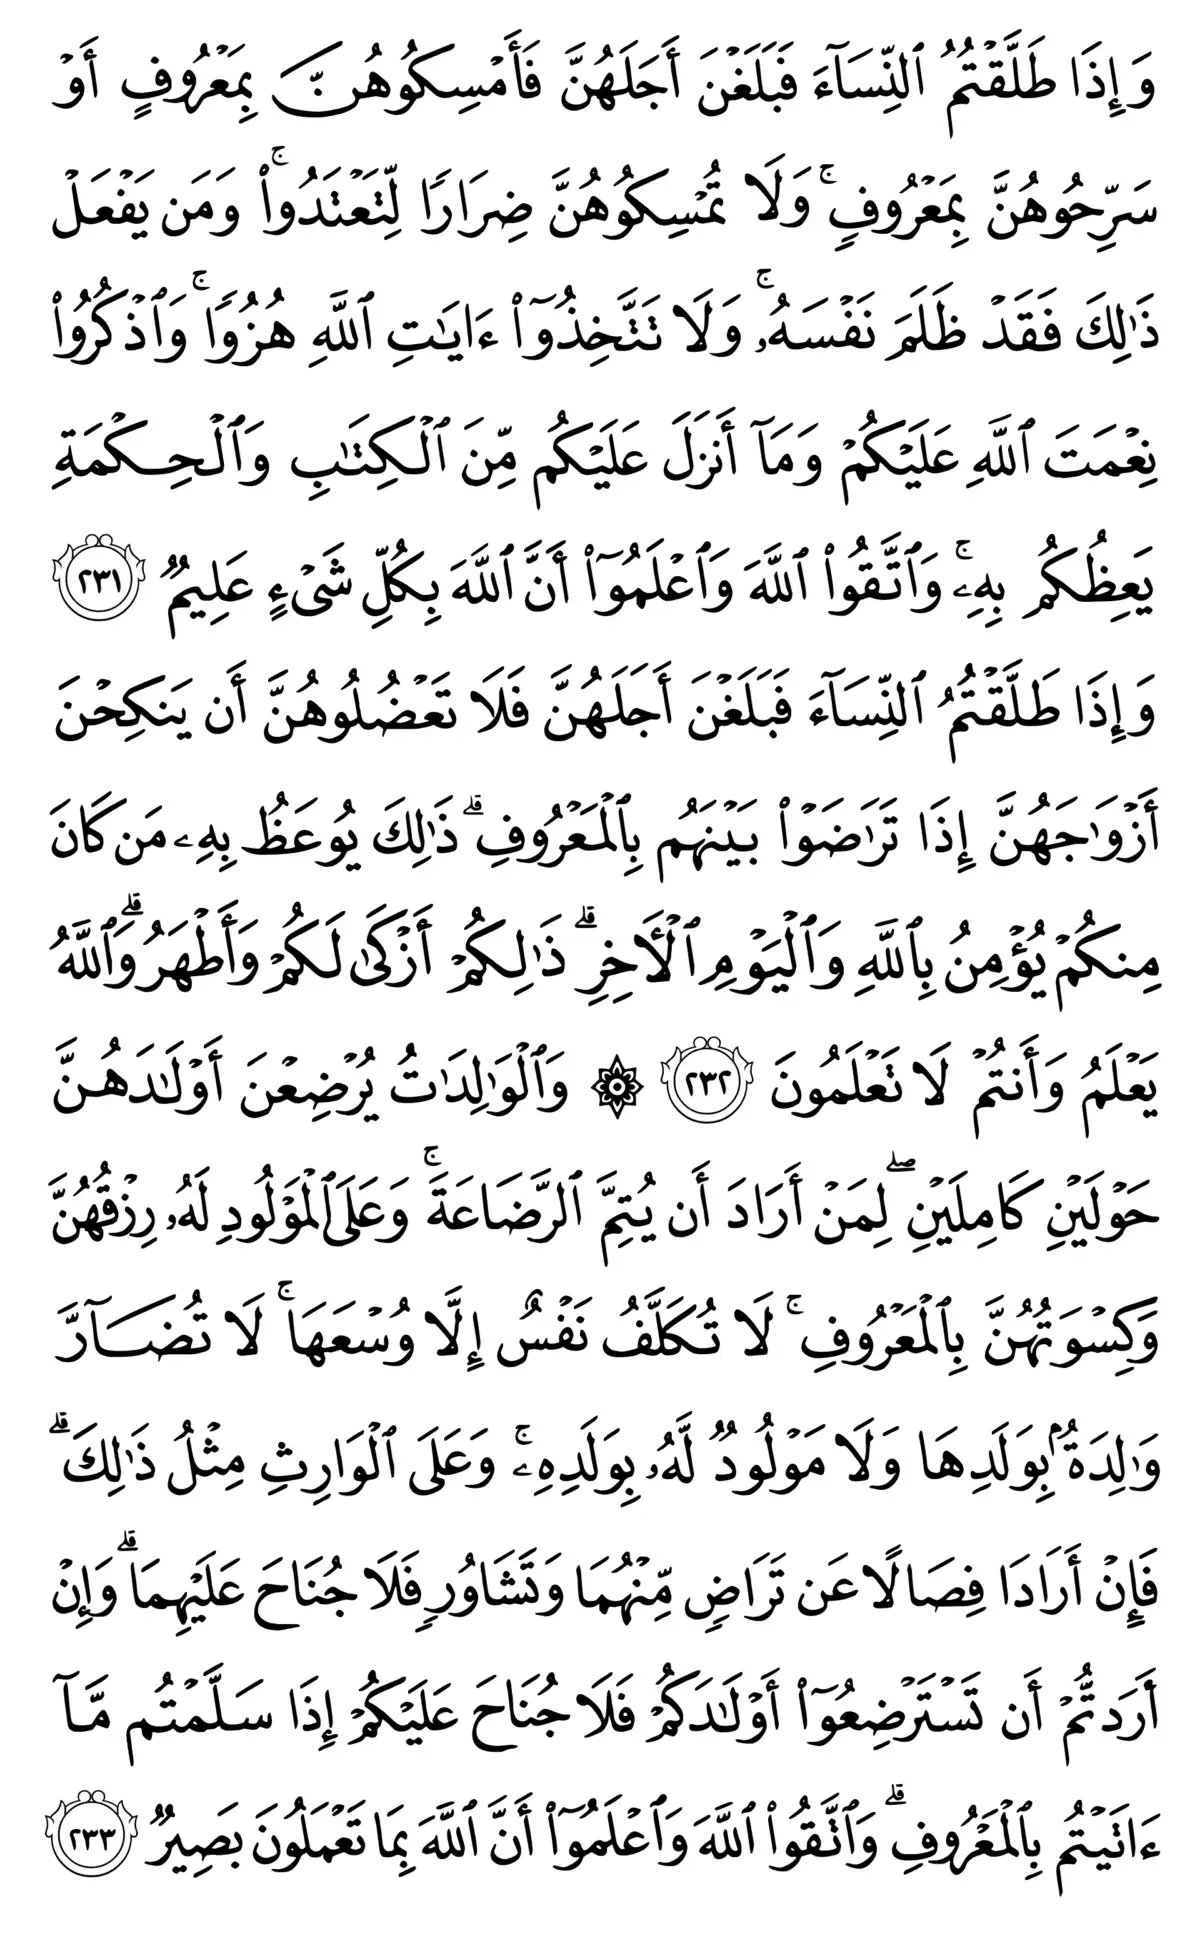 وَإِذَا طَلَّقْتُمُ ٱلنِّسَآءَ فَبَلَغْنَ أَجَلَهُنَّ فَأَمْسِكُوهُنَّ بِمَعْرُوفٍ أَوْ
سَرِّحُوهُنَّ بِمَعْرُوفٍۚ وَلَا تُمْسِكُوهُنَّ ضِرَارًا لِّتَعْتَدُوا۟ۚ وَمَن يَفْعَلْ
ذَٰلِكَ فَقَدْ ظَلَمَ نَفْسَهُۥۚ وَلَا تَتَّخِذُوٓا۟ ءَايَٰتِ ٱللَّهِ هُزُوًاۚ وَٱذْكُرُوا۟
نِعْمَتَ ٱللَّهِ عَلَيْكُمْ وَمَآ أَنزَلَ عَلَيْكُم مِّنَ ٱلْكِتَٰبِ وَٱلْحِكْمَةِ
يَعِظُكُم بِهِۦۚ وَٱتَّقُوا۟ ٱللَّهَ وَٱعْلَمُوٓا۟ أَنَّ ٱللَّهَ بِكُلِّ شَىْءٍ عَلِيمٌ ٢٣١
وَإِذَا طَلَّقْتُمُ ٱلنِّسَآءَ فَبَلَغْنَ أَجَلَهُنَّ فَلَا تَعْضُلُوهُنَّ أَن يَنكِحْنَ
أَزْوَٰجَهُنَّ إِذَا تَرَٰضَوْا۟ بَيْنَهُم بِٱلْمَعْرُوفِۗ ذَٰلِكَ يُوعَظُ بِهِۦ مَن كَانَ
مِنكُمْ يُؤْمِنُ بِٱللَّهِ وَٱلْيَوْمِ ٱلْءَاخِرِۗ ذَٰلِكُمْ أَزْكَىٰ لَكُمْ وَأَطْهَرُۗ وَٱللَّهُ
يَعْلَمُ وَأَنتُمْ لَا تَعْلَمُونَ ٢٣٢ ۞ وَٱلْوَٰلِدَٰتُ يُرْضِعْنَ أَوْلَٰدَهُنَّ
حَوْلَيْنِ كَامِلَيْنِۖ لِمَنْ أَرَادَ أَن يُتِمَّ ٱلرَّضَاعَةَۚ وَعَلَى ٱلْمَوْلُودِ لَهُۥ رِزْقُهُنَّ
وَكِسْوَتُهُنَّ بِٱلْمَعْرُوفِۚ لَا تُكَلَّفُ نَفْسٌ إِلَّا وُسْعَهَاۚ لَا تُضَآرَّ
وَٰلِدَةٌۢ بِوَلَدِهَا وَلَا مَوْلُودٌ لَّهُۥ بِوَلَدِهِۦۚ وَعَلَى ٱلْوَارِثِ مِثْلُ ذَٰلِكَۗ
فَإِنْ أَرَادَا فِصَالًا عَن تَرَاضٍ مِّنْهُمَا وَتَشَاوُرٍ فَلَا جُنَاحَ عَلَيْهِمَاۗ وَإِنْ
أَرَدتُّمْ أَن تَسْتَرْضِعُوٓا۟ أَوْلَٰدَكُمْ فَلَا جُنَاحَ عَلَيْكُمْ إِذَا سَلَّمْتُم مَّآ
ءَاتَيْتُم بِٱلْمَعْرُوفِۗ وَٱتَّقُوا۟ ٱللَّهَ وَٱعْلَمُوٓا۟ أَنَّ ٱللَّهَ بِمَا تَعْمَلُونَ بَصِيرٌ ٢٣٣